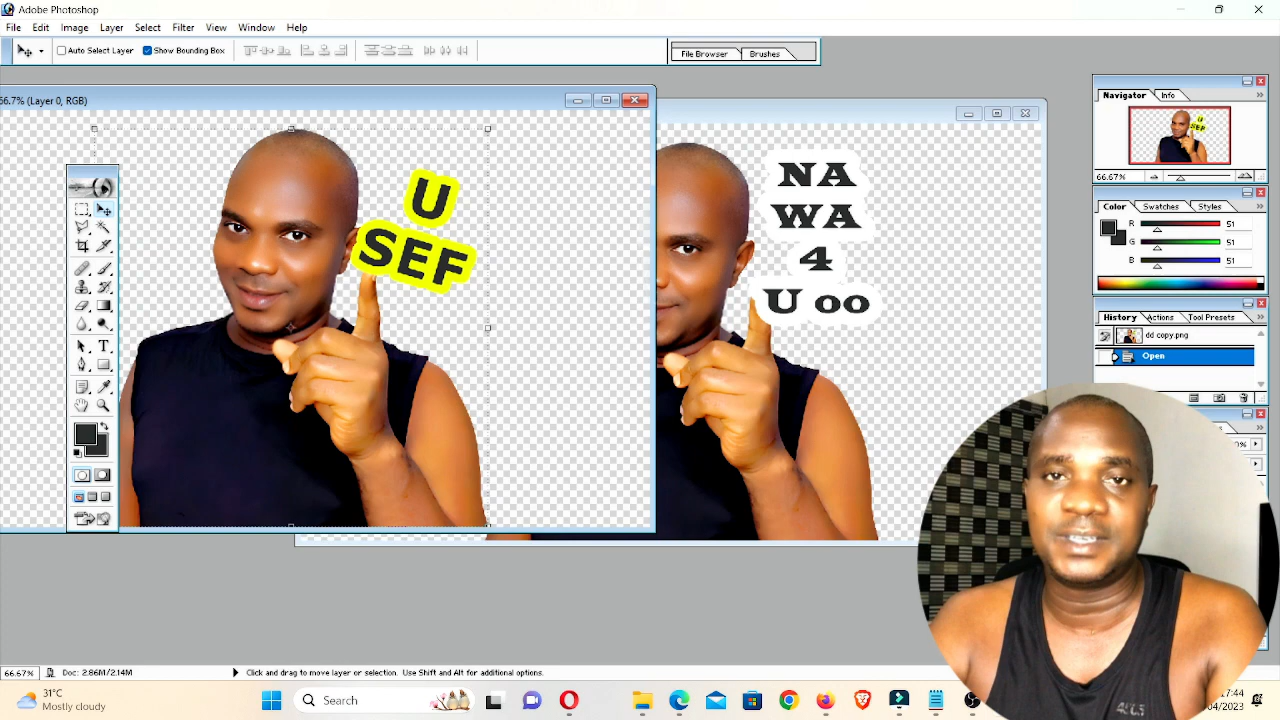 Adobe Photoshop
File Edit Image Layer Select Filter View Window Help
Auto Select Layer Show Bounding Box File Browser Brushes
66.7% (Layer 0, RGB)
U
SEF
NA
WA
4
U oo
Navigator Info
66.67%
Color Swatches Styles
R 51
G 51
B 51
History Actions Tool Presets
dd copy.png
Open
66.67% Doc: 2.86M/2.14M Click and drag to move layer or selection. Use Shift and Alt for additional options.
31°C
Mostly cloudy
Search
17:44
04/2023